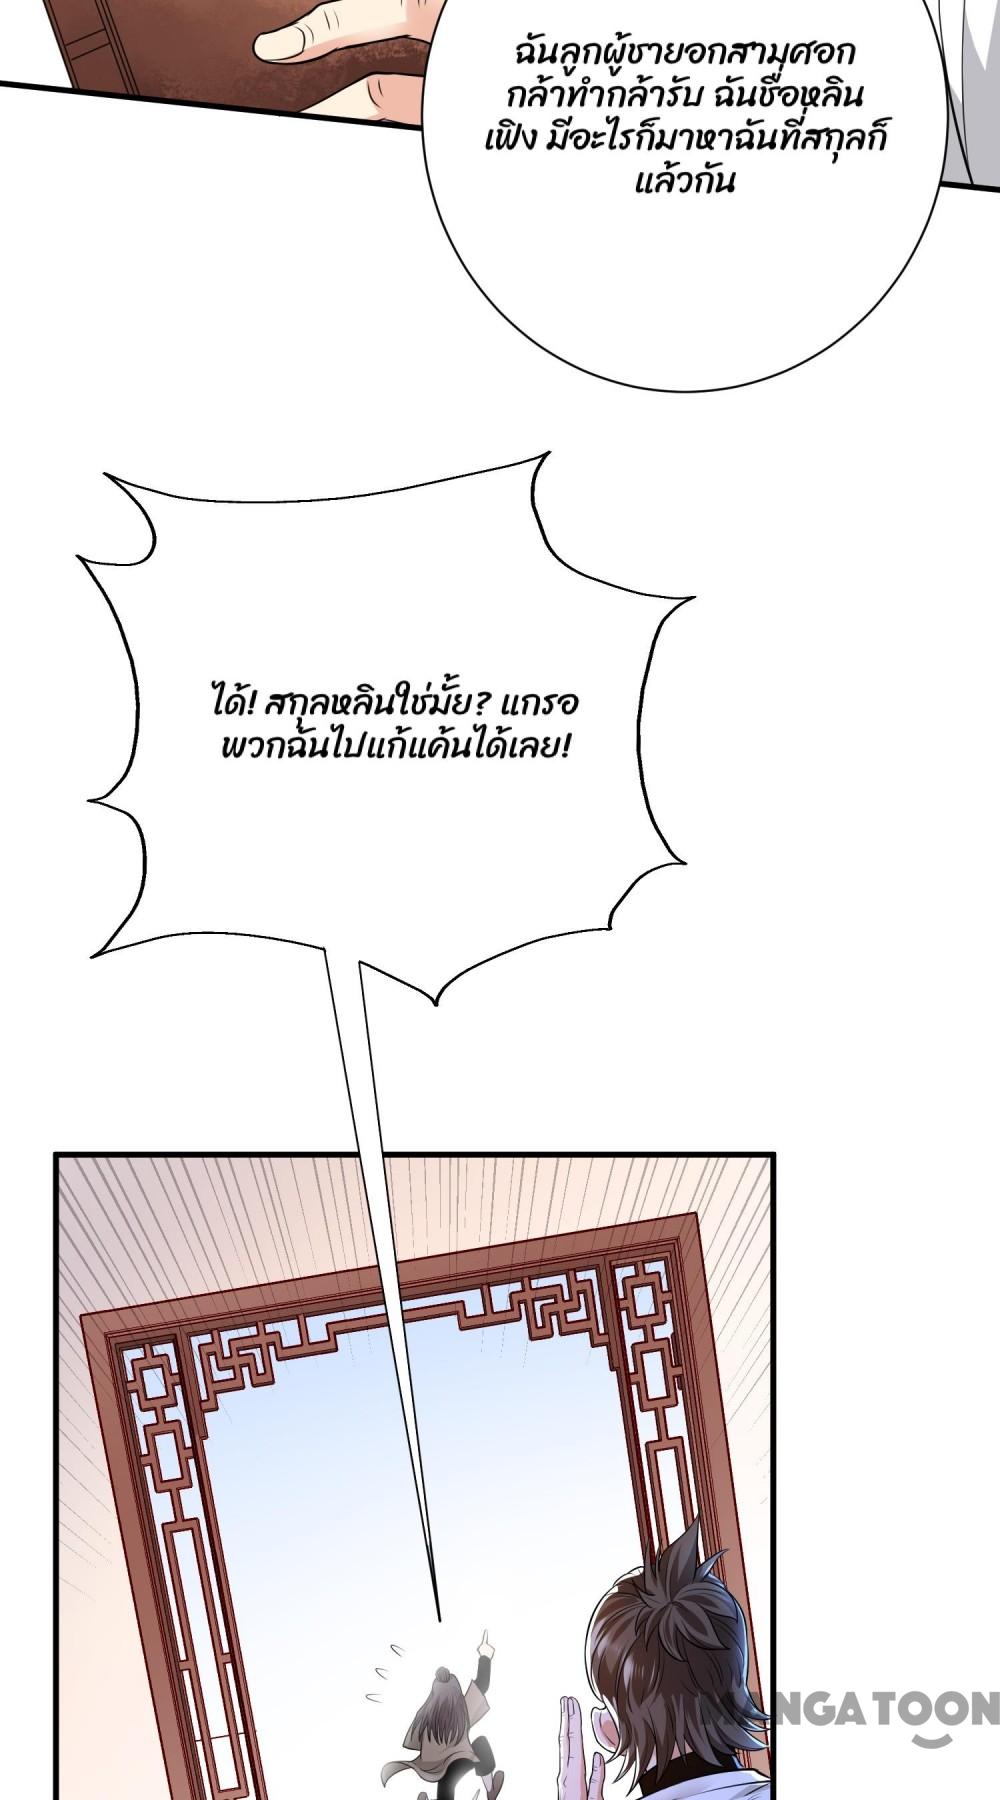 ฉันลูกผู้ชายอกสามศอก
กล้าทำกล้ารับ ฉันชื่อหลิน
เฟิง มีอะไรก็มาหาฉันที่สกุลก็
แล้วกัน
ได้! สกุลหลินใช่มั้ย? แกรอ
พวกฉันไปแก้แค้นได้เลย!
MANGATOON